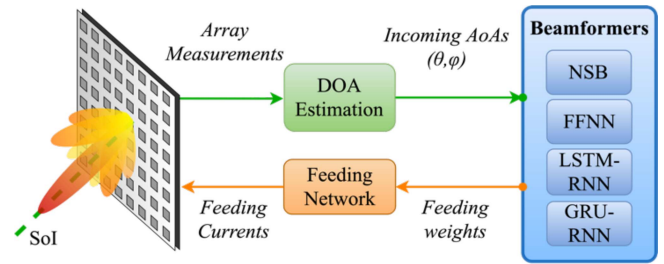 Array
Measurements
Incoming AoAs
(θ,φ)
Beamformers
DOA
Estimation
NSB
FFNN
LSTM-
RNN
GRU-
RNN
Feeding
Network
Feeding
Currents
Feeding
weights
SoI